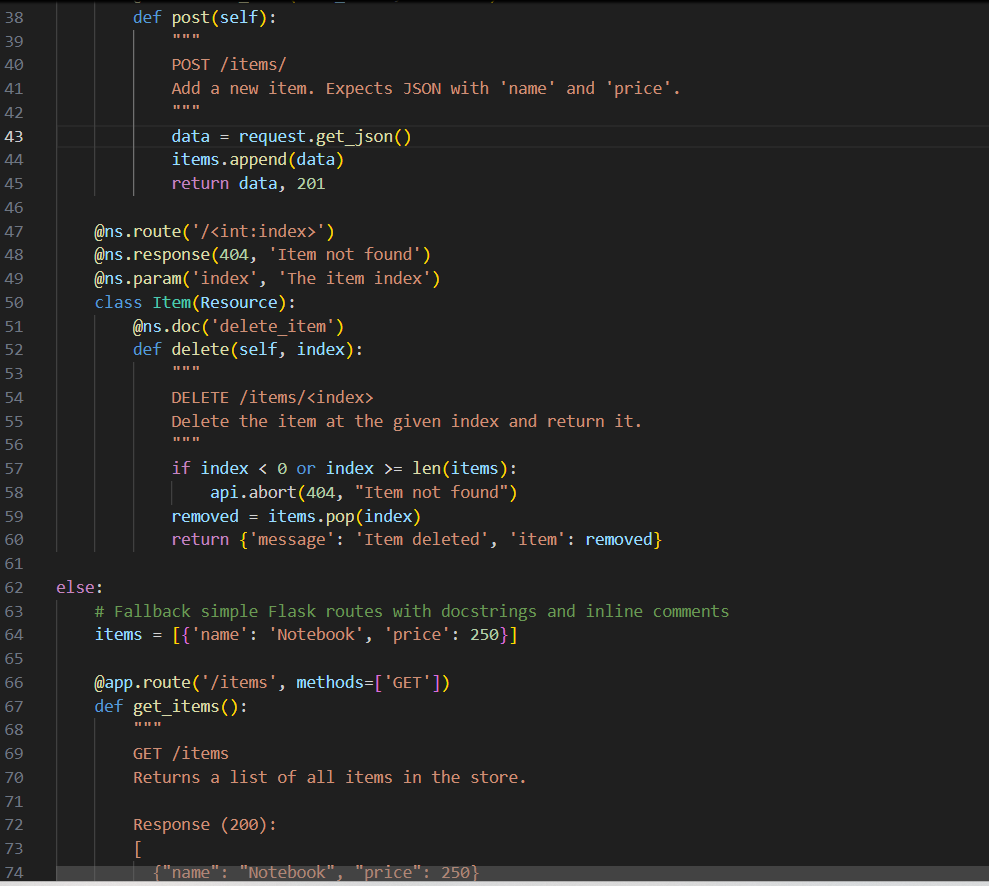 38 def post(self):
39 """
40 POST /items/
41 Add a new item. Expects JSON with 'name' and 'price'.
42 """
43 data = request.get_json()
44 items.append(data)
45 return data, 201
46
47 @ns.route('/<int:index>')
48 @ns.response(404, 'Item not found')
49 @ns.param('index', 'The item index')
50 class Item(Resource):
51 @ns.doc('delete_item')
52 def delete(self, index):
53 """
54 DELETE /items/<index>
55 Delete the item at the given index and return it.
56 """
57 if index < 0 or index >= len(items):
58 api.abort(404, "Item not found")
59 removed = items.pop(index)
60 return {'message': 'Item deleted', 'item': removed}
61
62 else:
63 # Fallback simple Flask routes with docstrings and inline comments
64 items = [{'name': 'Notebook', 'price': 250}]
65
66 @app.route('/items', methods=['GET'])
67 def get_items():
68 """
69 GET /items
70 Returns a list of all items in the store.
71
72 Response (200):
73 [
74 {"name": "Notebook", "price": 250}